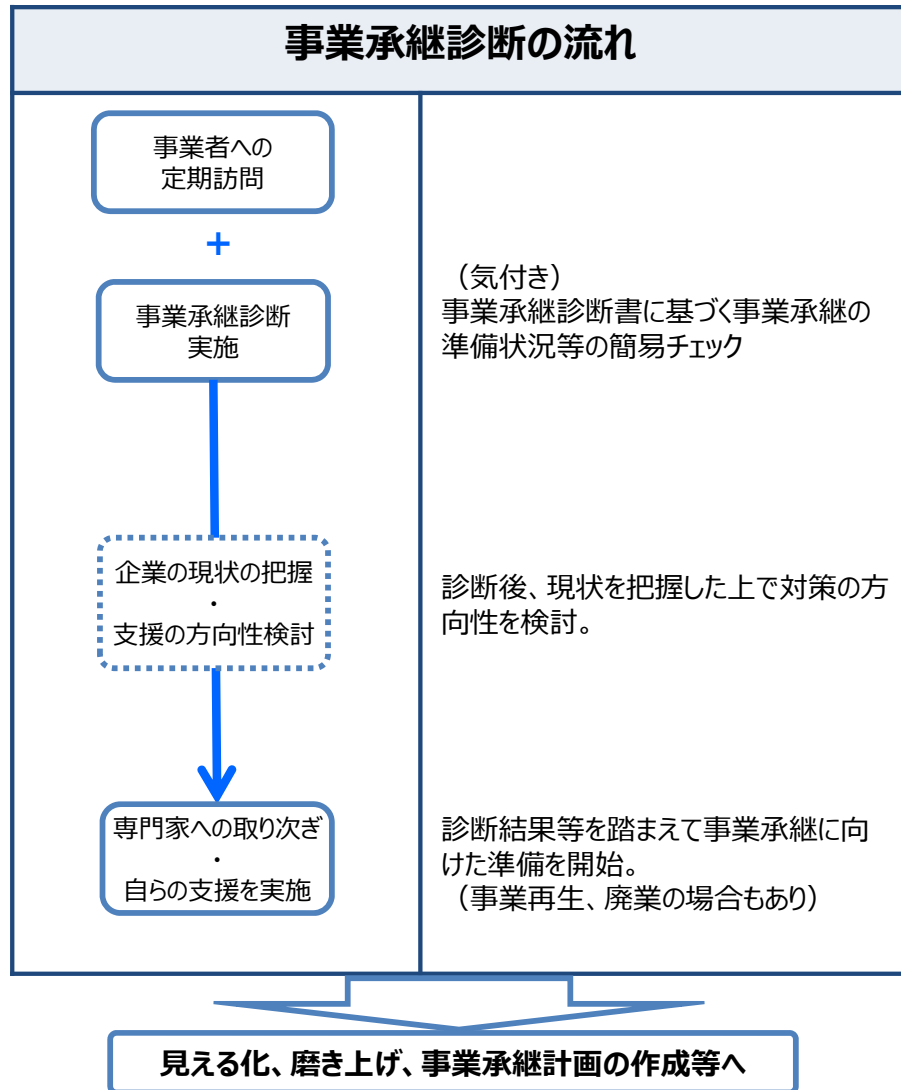 事業承継診断の流れ
事業者への
定期訪問
+
事業承継診断
実施
（気付き）
事業承継診断書に基づく事業承継の
準備状況等の簡易チェック
企業の現状の把握
・
支援の方向性検討
診断後、現状を把握した上で対策の方
向性を検討。
専門家への取り次ぎ
・
自らの支援を実施
診断結果等を踏まえて事業承継に向
けた準備を開始。
（事業再生、廃業の場合もあり）
見える化、磨き上げ、事業承継計画の作成等へ